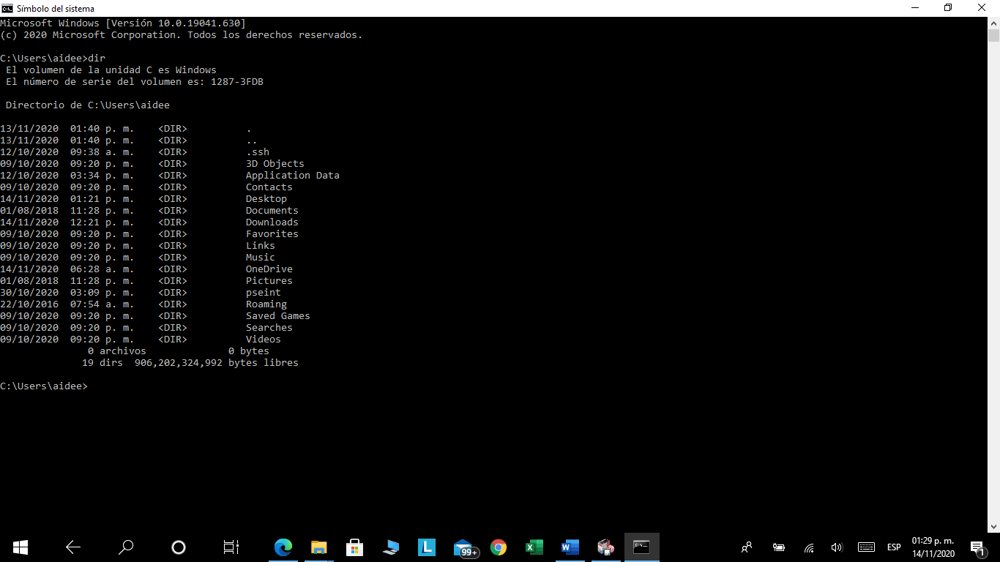 Símbolo del sistema
Microsoft Windows [Versión 10.0.19041.630]
(c) 2020 Microsoft Corporation. Todos los derechos reservados.
C:\Users\aidee>dir
 El volumen de la unidad C es Windows
 El número de serie del volumen es: 1287-3FDB
 Directorio de C:\Users\aidee
13/11/2020  01:40 p. m.    <DIR>          .
13/11/2020  01:40 p. m.    <DIR>          ..
12/10/2020  09:38 a. m.    <DIR>          .ssh
09/10/2020  09:20 p. m.    <DIR>          3D Objects
12/10/2020  03:34 p. m.    <DIR>          Application Data
09/10/2020  09:20 p. m.    <DIR>          Contacts
14/11/2020  01:21 p. m.    <DIR>          Desktop
01/08/2018  11:28 p. m.    <DIR>          Documents
14/11/2020  12:21 p. m.    <DIR>          Downloads
09/10/2020  09:20 p. m.    <DIR>          Favorites
09/10/2020  09:20 p. m.    <DIR>          Links
09/10/2020  09:20 p. m.    <DIR>          Music
14/11/2020  06:28 a. m.    <DIR>          OneDrive
01/08/2018  11:28 p. m.    <DIR>          Pictures
30/10/2020  03:09 p. m.    <DIR>          pseint
22/10/2016  07:54 a. m.    <DIR>          Roaming
09/10/2020  09:20 p. m.    <DIR>          Saved Games
09/10/2020  09:20 p. m.    <DIR>          Searches
09/10/2020  09:20 p. m.    <DIR>          Videos
               0 archivos              0 bytes
              19 dirs  906,202,324,992 bytes libres
C:\Users\aidee>
L
99+
ESP
01:29 p. m.
14/11/2020
1